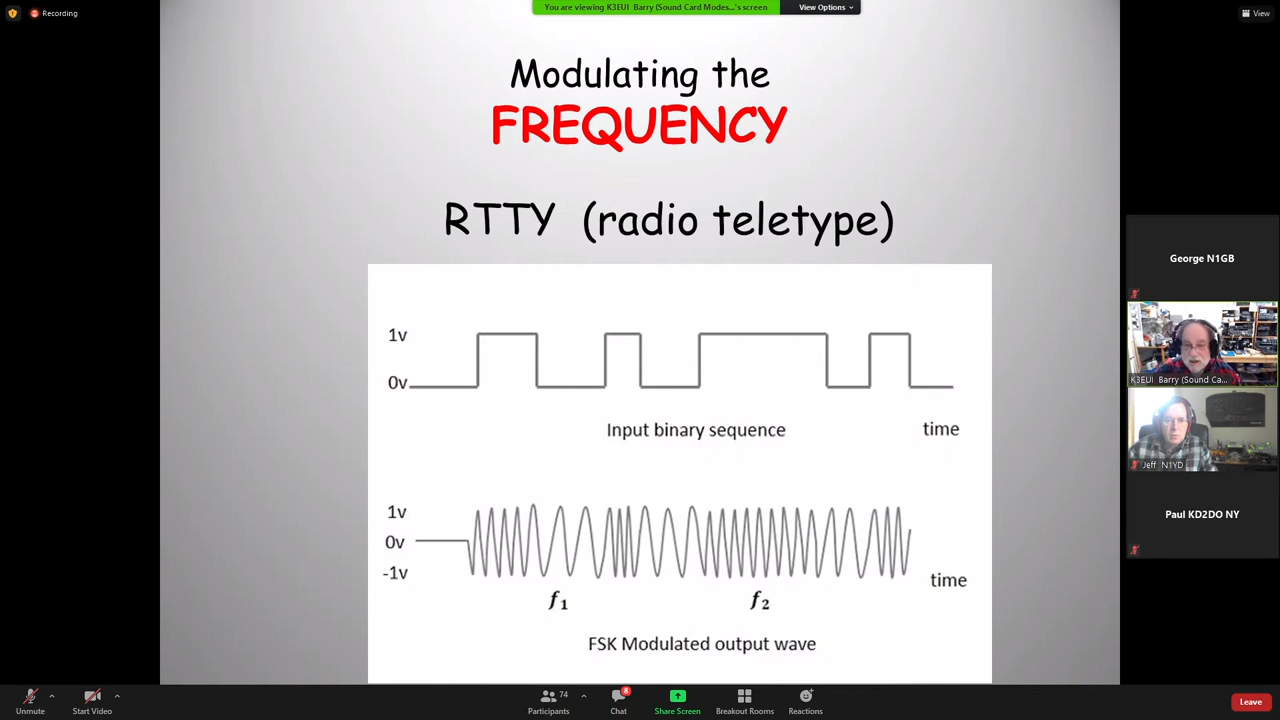 Recording
You are viewing K3EUI Barry (Sound Card Modes...'s screen
View Options
View
Modulating the
FREQUENCY
RTTY (radio teletype)
1v
0v
Input binary sequence
time
1v
0v
-1v
time
f1
f2
FSK Modulated output wave
George N1GB
K3EUI Barry (Sound Ca...
Jeff N1YD
Paul KD2DO NY
Unmute
Start Video
74
Participants
8
Chat
Share Screen
Breakout Rooms
Reactions
Leave